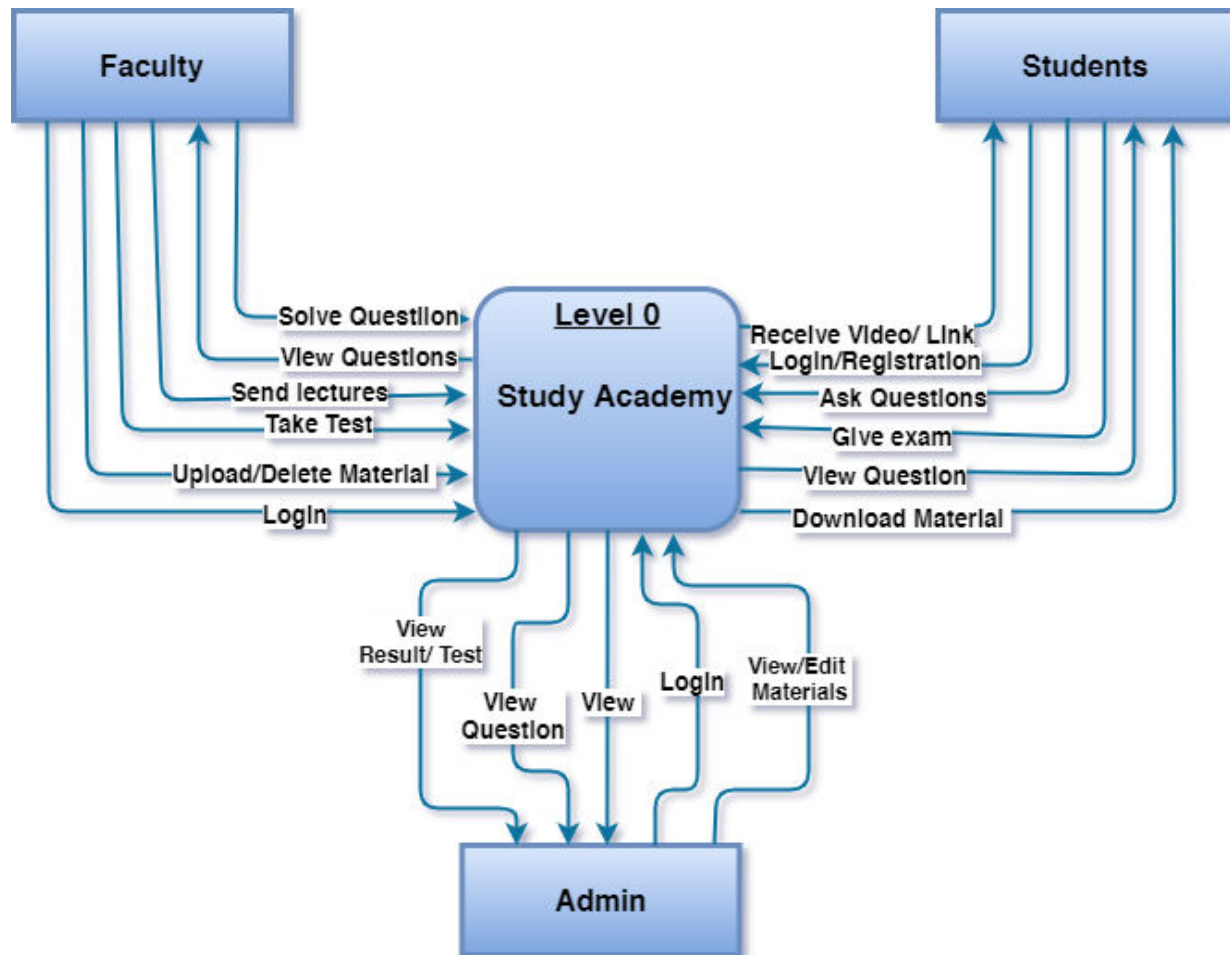 Faculty
Students
Solve Question
View Questions
Send lectures
Take Test
Upload/Delete Material
Login
Level 0
Study Academy
Receive Video/ Link
Login/Registration
Ask Questions
Give exam
View Question
Download Material
View
Result/ Test
View
Question
View
Login
View/Edit
Materials
Admin